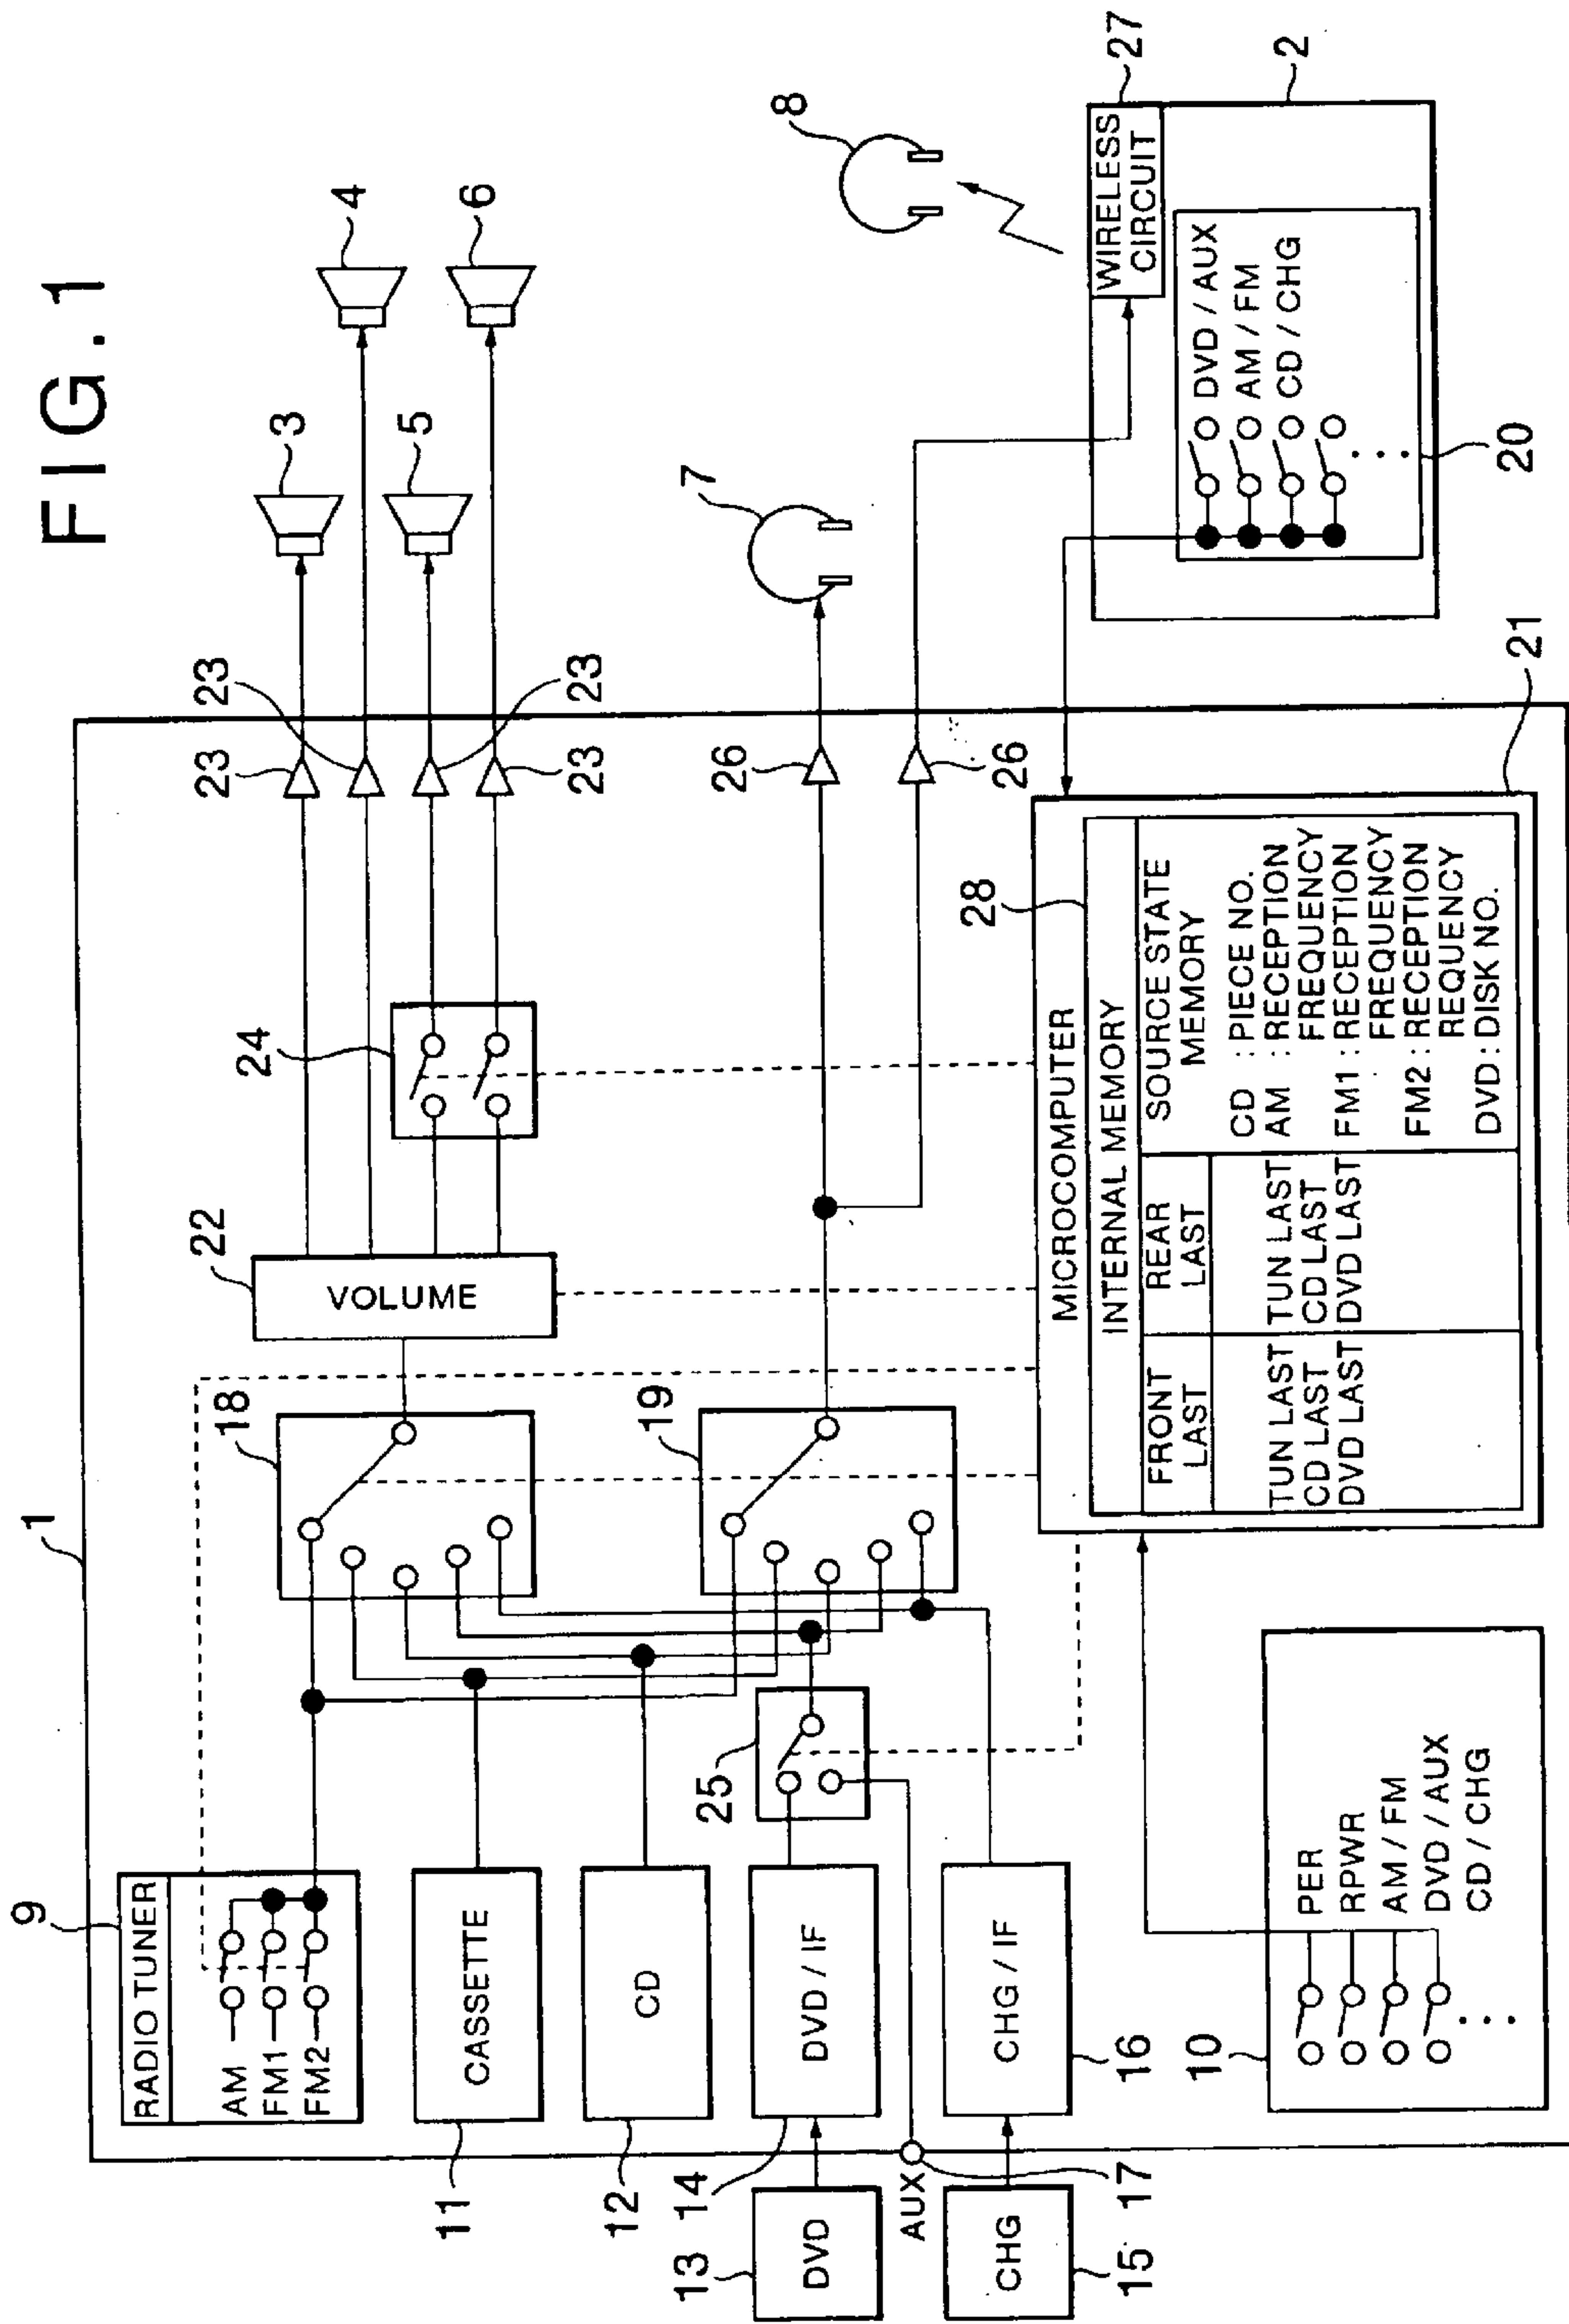 FIG. 1
1
9
RADIO TUNER
AM
FM1
FM2
11
CASSETTE
12
CD
13
DVD
14
DVD / IF
AUX
17
15
CHG
16
CHG / IF
25
18
19
22
VOLUME
24
23
23
23
23
3
4
5
6
26
26
7
8
10
PER
RPWR
AM / FM
DVD / AUX
CD / CHG
. . .
21
MICROCOMPUTER
28
INTERNAL MEMORY
FRONT
LAST
TUN LAST
CD LAST
DVD LAST
REAR
LAST
TUN LAST
CD LAST
DVD LAST
SOURCE STATE
MEMORY
CD : PIECE NO.
AM : RECEPTION
FREQUENCY
FM1 : RECEPTION
FREQUENCY
FM2 : RECEPTION
REQUENCY
DVD : DISK NO.
2
27
WIRELESS
CIRCUIT
DVD / AUX
AM / FM
CD / CHG
. . .
20